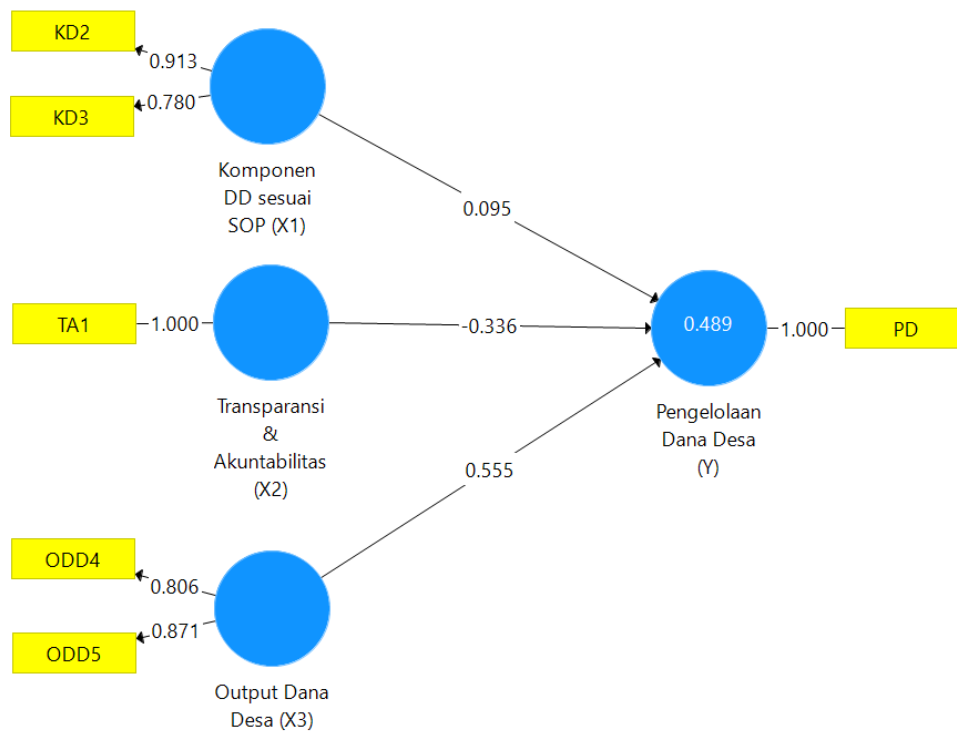 KD2
0.913
KD3
0.780
Komponen
DD sesuai
SOP (X1)
0.095
TA1
1.000
-0.336
0.489
1.000
PD
Transparansi
&
Akuntabilitas
(X2)
Pengelolaan
Dana Desa
(Y)
0.555
ODD4
0.806
0.871
ODD5
Output Dana
Desa (X3)